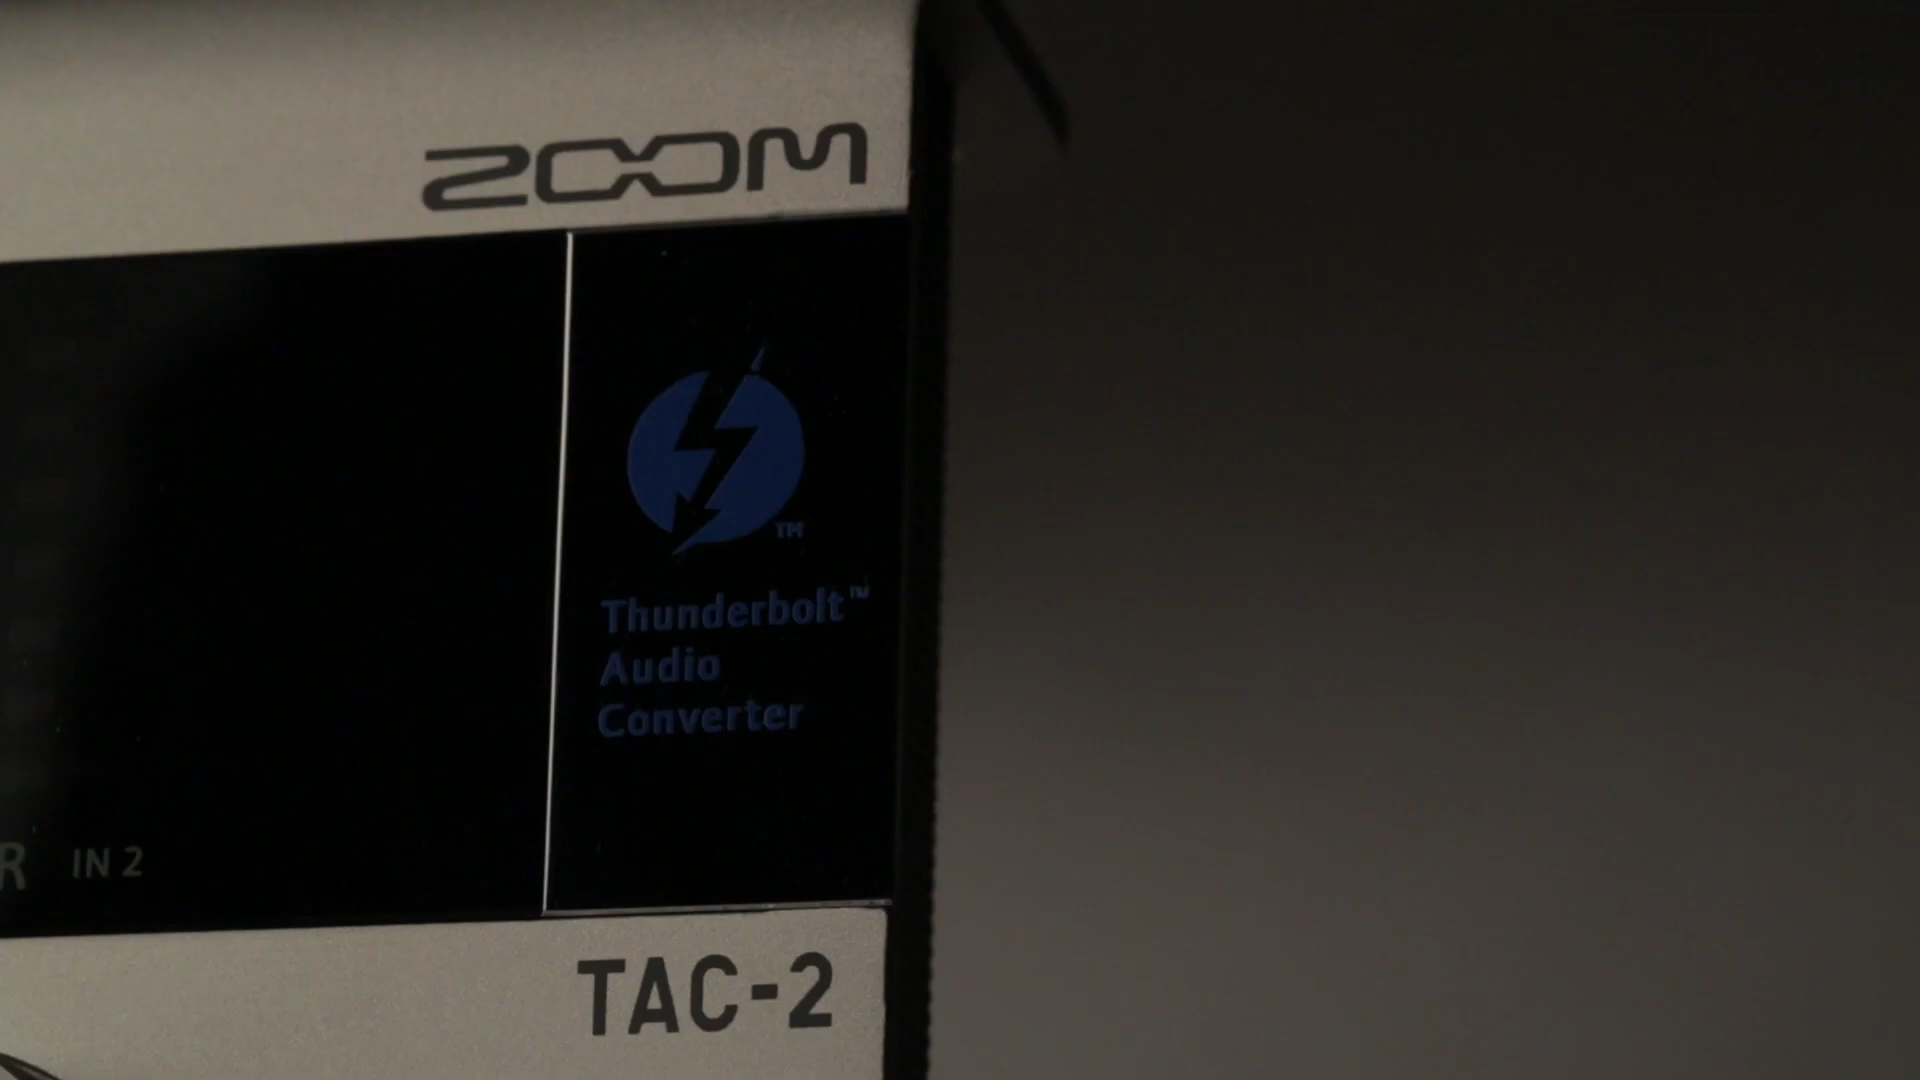 ZOOM
TM
Thunderbolt™
Audio
Converter
R IN 2
TAC-2